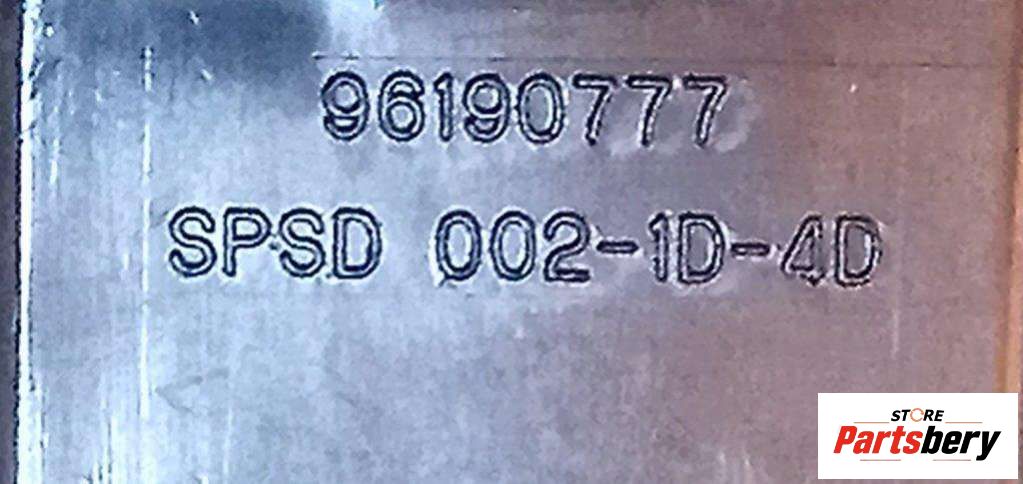 96190777
SPSD 002-1D-4D
STORE
Partsbery